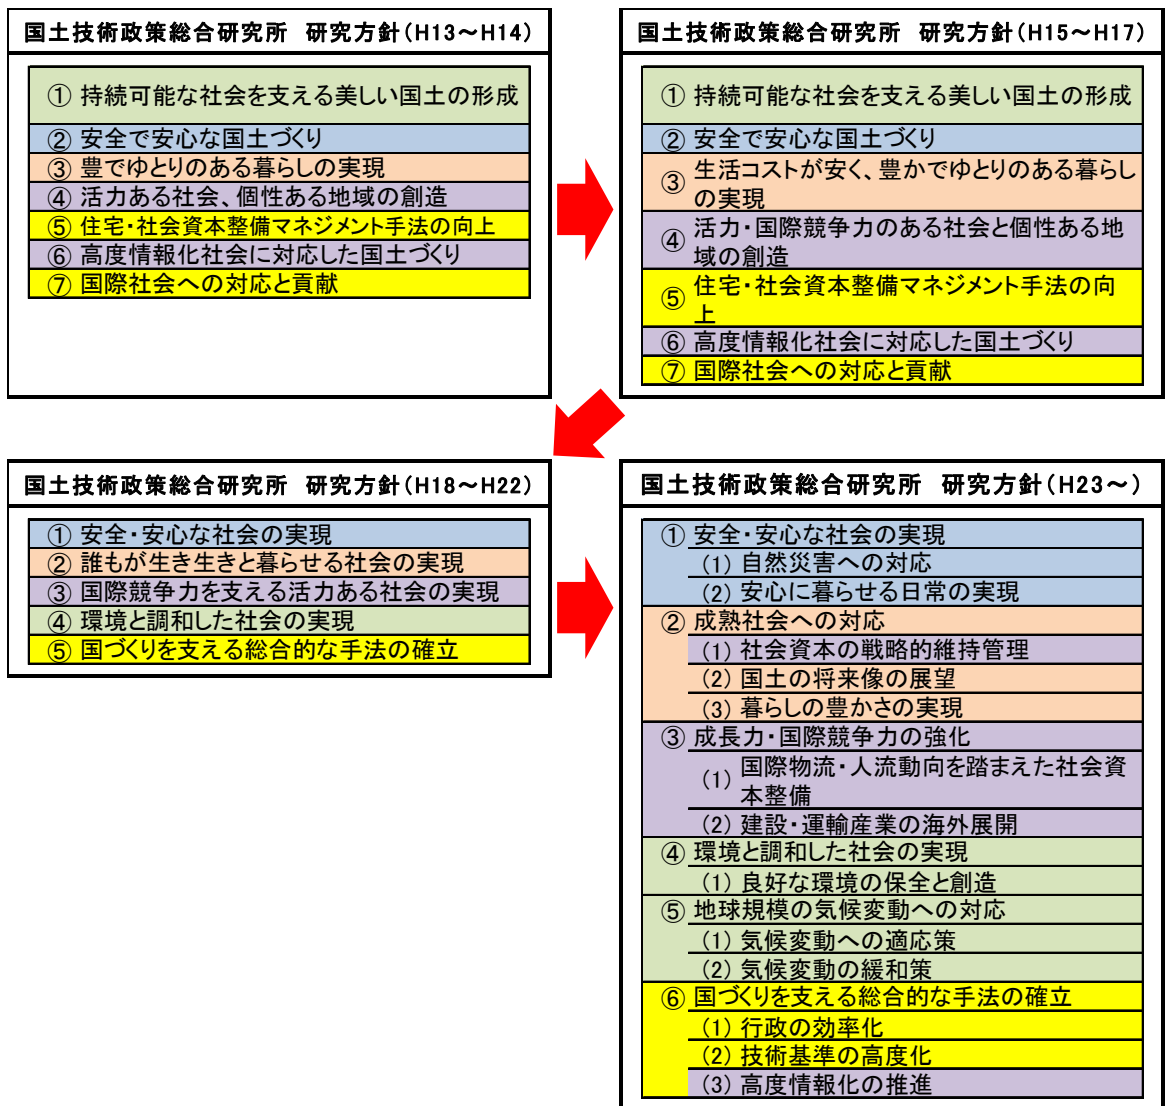 国土技術政策総合研究所 研究方針(H13～H14)
① 持続可能な社会を支える美しい国土の形成
② 安全で安心な国土づくり
③ 豊でゆとりのある暮らしの実現
④ 活力ある社会、個性ある地域の創造
⑤ 住宅・社会資本整備マネジメント手法の向上
⑥ 高度情報化社会に対応した国土づくり
⑦ 国際社会への対応と貢献
国土技術政策総合研究所 研究方針(H15～H17)
① 持続可能な社会を支える美しい国土の形成
② 安全で安心な国土づくり
③ 生活コストが安く、豊かでゆとりのある暮らし
の実現
④ 活力・国際競争力のある社会と個性ある地
域の創造
⑤ 住宅・社会資本整備マネジメント手法の向
上
⑥ 高度情報化社会に対応した国土づくり
⑦ 国際社会への対応と貢献
国土技術政策総合研究所 研究方針(H18～H22)
① 安全・安心な社会の実現
② 誰もが生き生きと暮らせる社会の実現
③ 国際競争力を支える活力ある社会の実現
④ 環境と調和した社会の実現
⑤ 国づくりを支える総合的な手法の確立
国土技術政策総合研究所 研究方針(H23～)
① 安全・安心な社会の実現
(1) 自然災害への対応
(2) 安心に暮らせる日常の実現
② 成熟社会への対応
(1) 社会資本の戦略的維持管理
(2) 国土の将来像の展望
(3) 暮らしの豊かさの実現
③ 成長力・国際競争力の強化
(1) 国際物流・人流動向を踏まえた社会資
本整備
(2) 建設・運輸産業の海外展開
④ 環境と調和した社会の実現
(1) 良好な環境の保全と創造
⑤ 地球規模の気候変動への対応
(1) 気候変動への適応策
(2) 気候変動の緩和策
⑥ 国づくりを支える総合的な手法の確立
(1) 行政の効率化
(2) 技術基準の高度化
(3) 高度情報化の推進